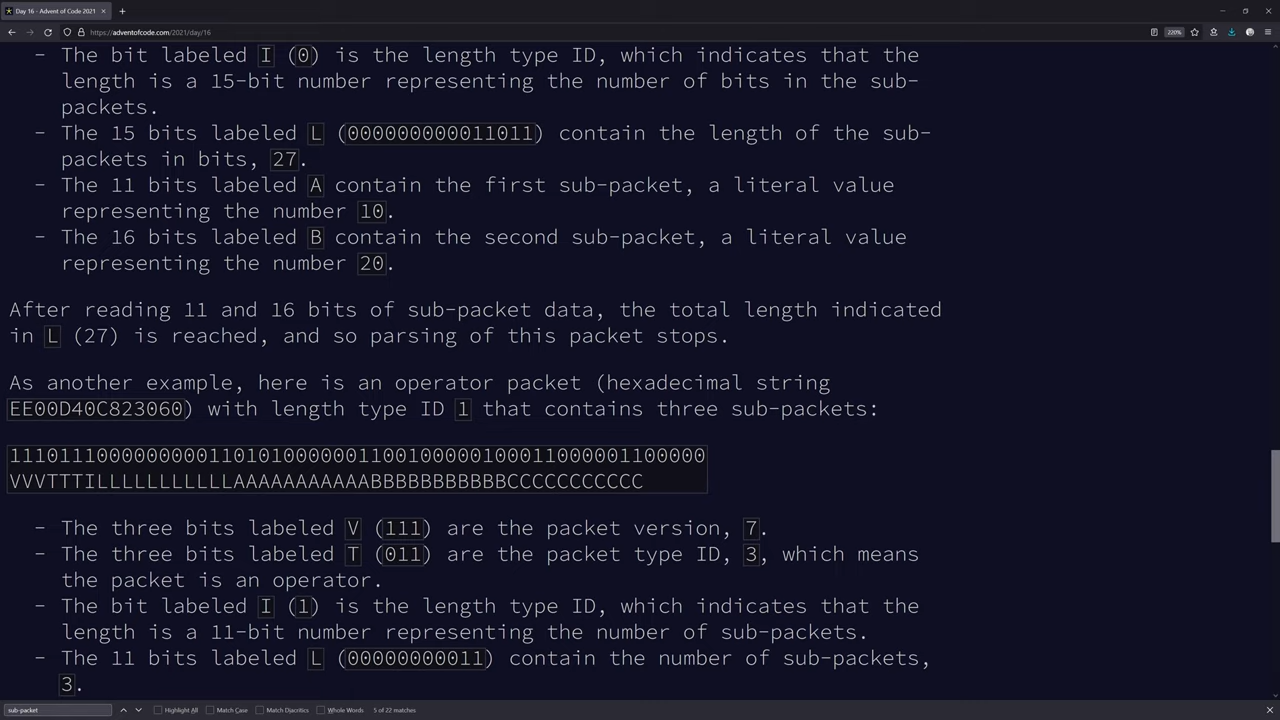 Day 16 - Advent of Code 2021
https://adventofcode.com/2021/day/16
220%
- The bit labeled I (0) is the length type ID, which indicates that the
length is a 15-bit number representing the number of bits in the sub-
packets.
- The 15 bits labeled L (000000000011011) contain the length of the sub-
packets in bits, 27.
- The 11 bits labeled A contain the first sub-packet, a literal value
representing the number 10.
- The 16 bits labeled B contain the second sub-packet, a literal value
representing the number 20.
After reading 11 and 16 bits of sub-packet data, the total length indicated
in L (27) is reached, and so parsing of this packet stops.
As another example, here is an operator packet (hexadecimal string
EE00D40C823060) with length type ID 1 that contains three sub-packets:
11101110000000001101010000001100100000100011000001100000
VVVTTTILLLLLLLLLLLAAAAAAAAAAABBBBBBBBBBBCCCCCCCCCCC
- The three bits labeled V (111) are the packet version, 7.
- The three bits labeled T (011) are the packet type ID, 3, which means
the packet is an operator.
- The bit labeled I (1) is the length type ID, which indicates that the
length is a 11-bit number representing the number of sub-packets.
- The 11 bits labeled L (00000000011) contain the number of sub-packets,
3.
sub-packet
Highlight All
Match Case
Match Diacritics
Whole Words
5 of 22 matches